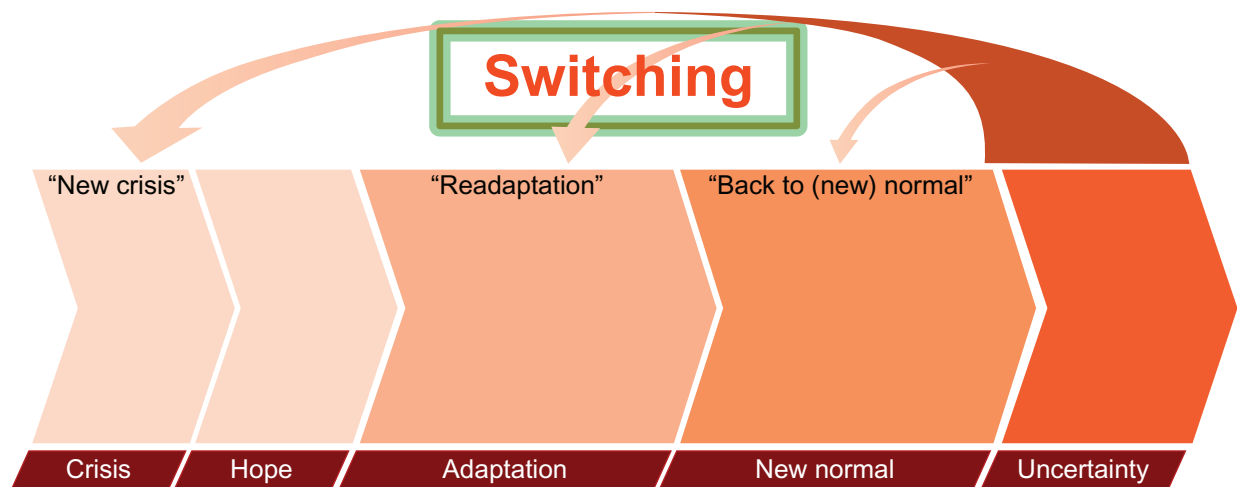 Switching
“New crisis”
“Readaptation”
“Back to (new) normal”
Crisis
Hope
Adaptation
New normal
Uncertainty